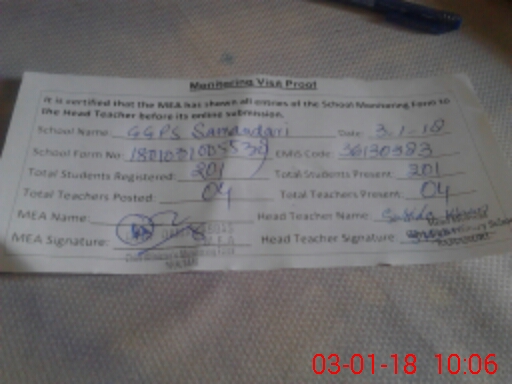 Monitoring Visit Proof
It is certified that the MEA has shown all entries of the School Monitoring Form to
the Head Teacher before its online submission.
School Name: GGPS Samandari Date: 3-1-18
School Form No: CMIS Code: 36130383
Total Students Registered: 201 Total Students Present: 201
Total Teachers Posted: 04 Total Teachers Present: 04
MEA Name: Head Teacher Name:
MEA Signature: Head Teacher Signature:
03-01-18 10:06